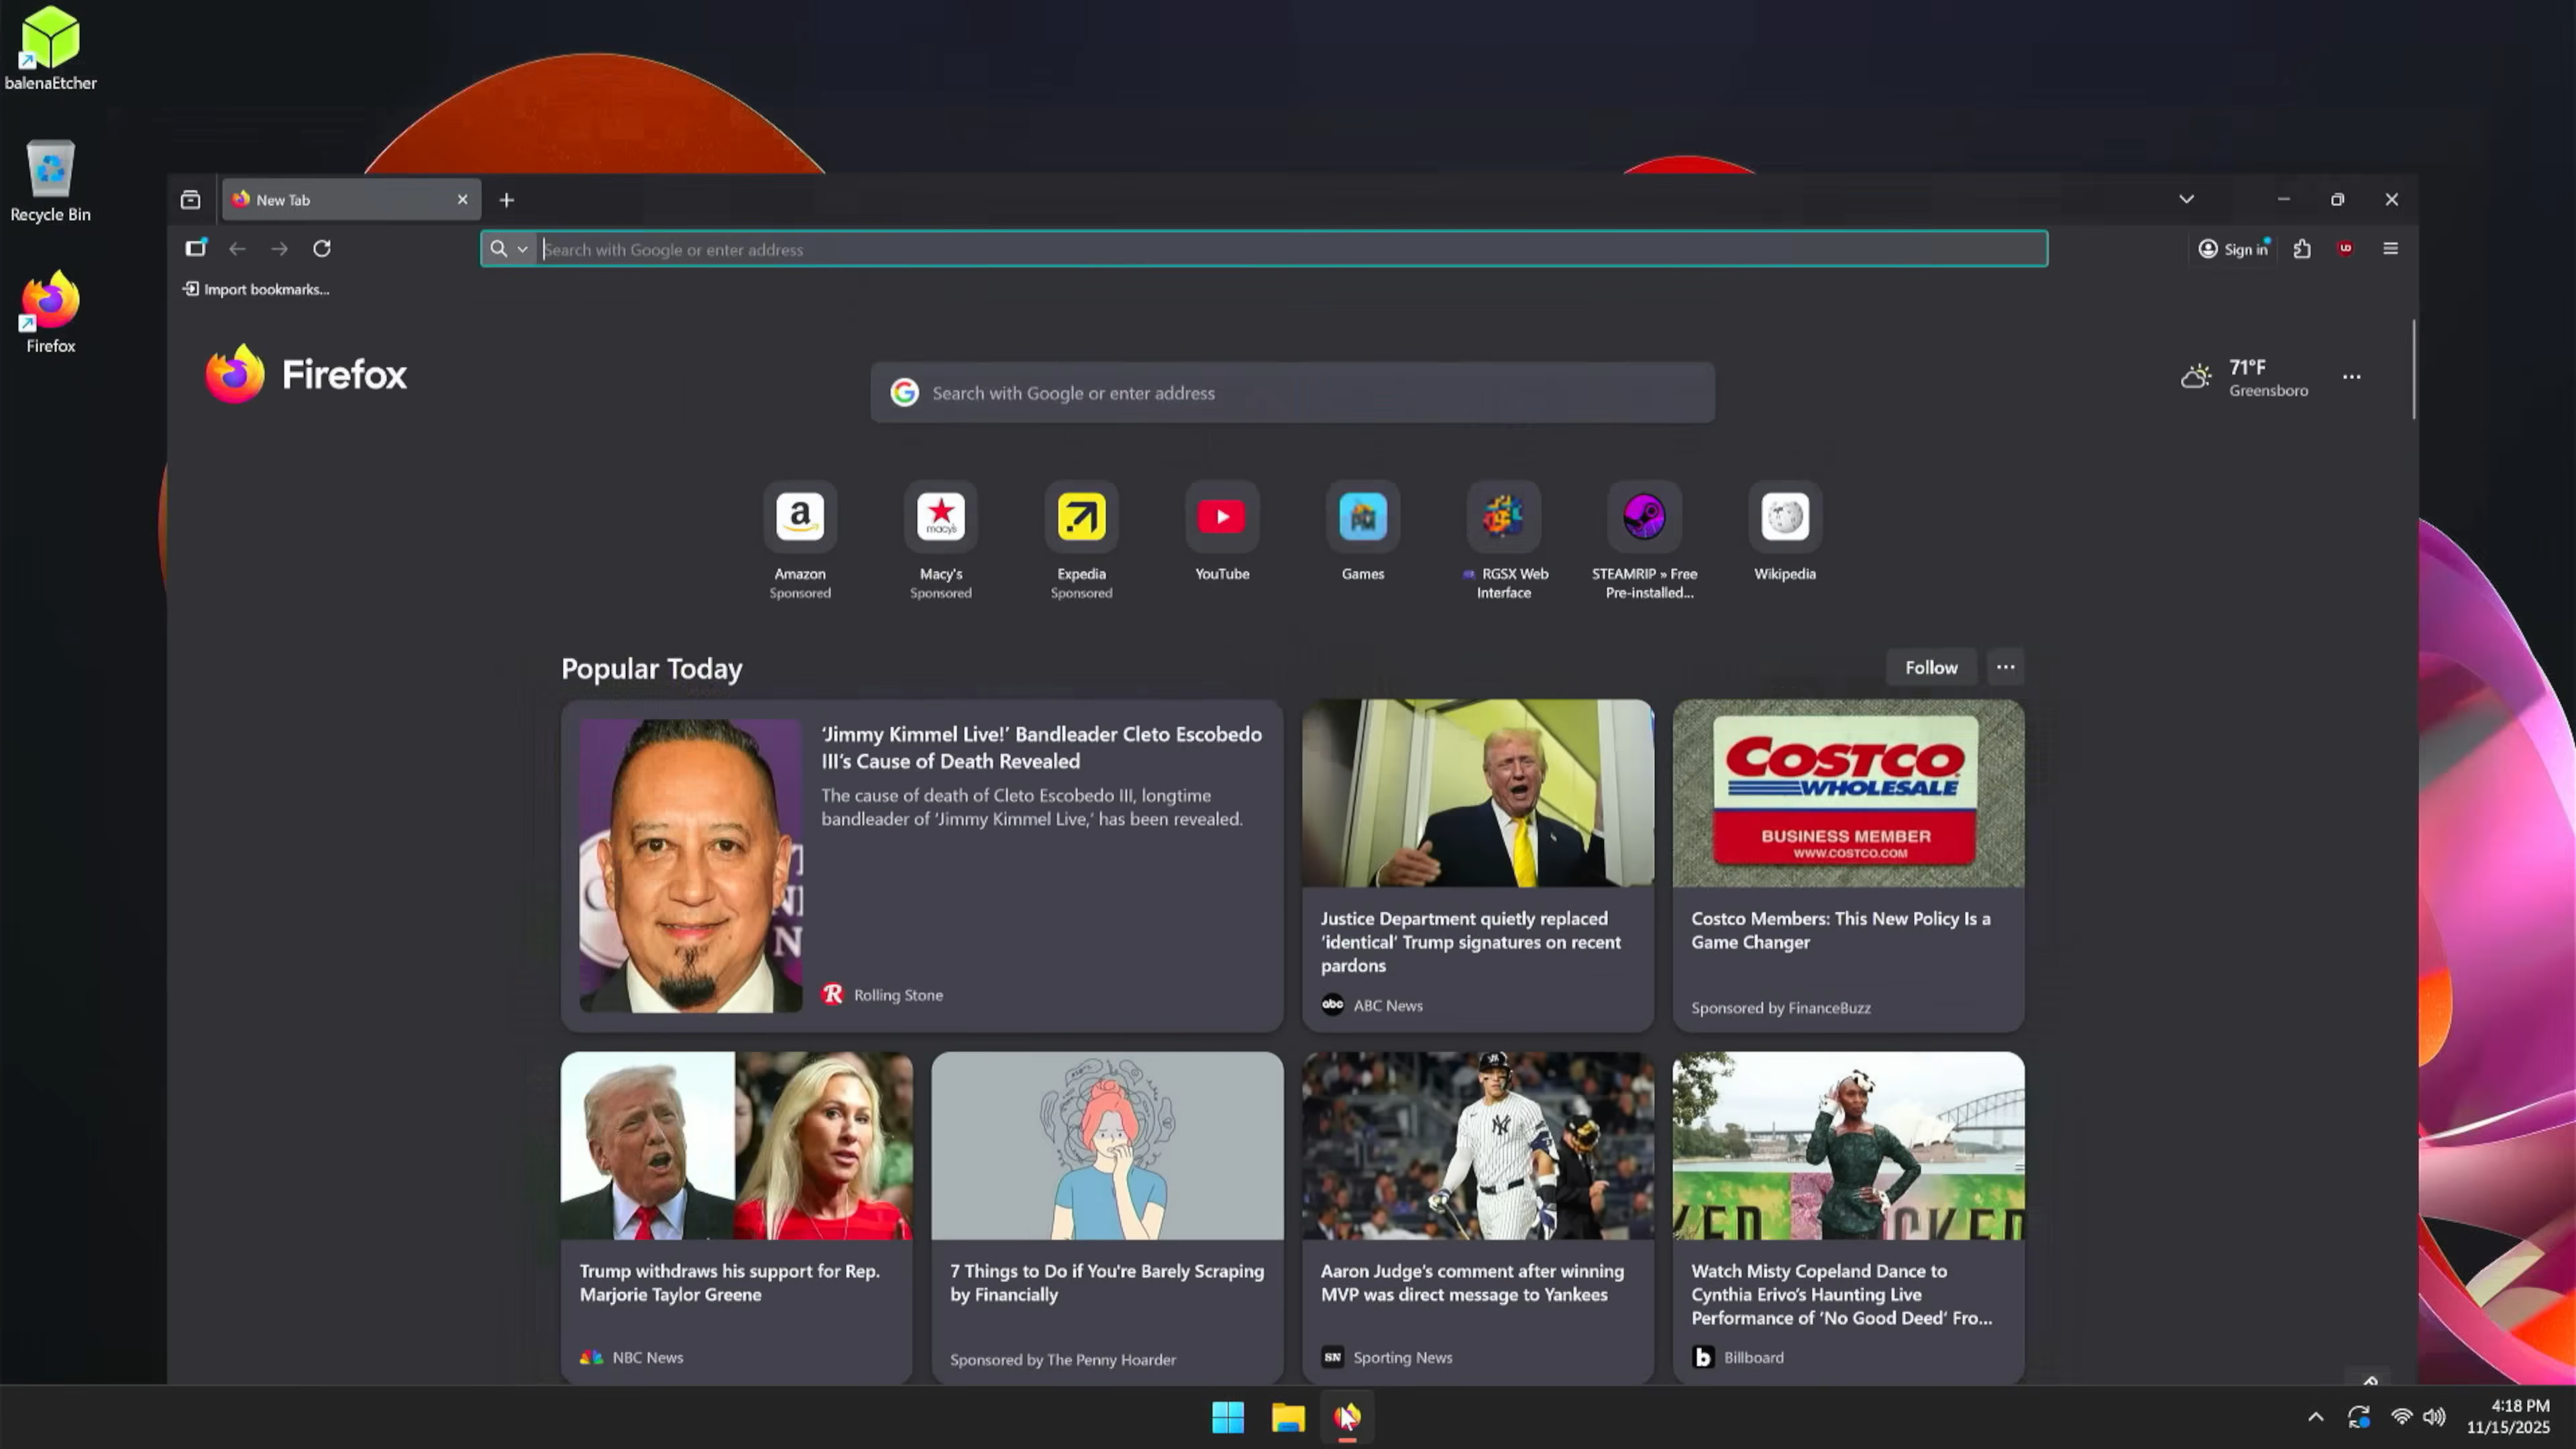 balenaEtcher
Recycle Bin
Firefox
New Tab
Search with Google or enter address
Sign in
Import bookmarks...
Firefox
Search with Google or enter address
71°F
Greensboro
a
Amazon
Sponsored
macy's
Macy's
Sponsored
Expedia
Sponsored
YouTube
Games
RGSX Web
Interface
STEAMRIP » Free
Pre-installed...
Wikipedia
Popular Today
Follow
'Jimmy Kimmel Live!' Bandleader Cleto Escobedo
III's Cause of Death Revealed
The cause of death of Cleto Escobedo III, longtime
bandleader of 'Jimmy Kimmel Live,' has been revealed.
R Rolling Stone
Justice Department quietly replaced
'identical' Trump signatures on recent
pardons
abc ABC News
COSTCO
WHOLESALE
BUSINESS MEMBER
WWW.COSTCO.COM
Costco Members: This New Policy Is a
Game Changer
Sponsored by FinanceBuzz
Trump withdraws his support for Rep.
Marjorie Taylor Greene
NBC News
7 Things to Do if You're Barely Scraping
by Financially
Sponsored by The Penny Hoarder
Aaron Judge's comment after winning
MVP was direct message to Yankees
SN Sporting News
Watch Misty Copeland Dance to
Cynthia Erivo's Haunting Live
Performance of 'No Good Deed' Fro...
b Billboard
4:18 PM
11/15/2025